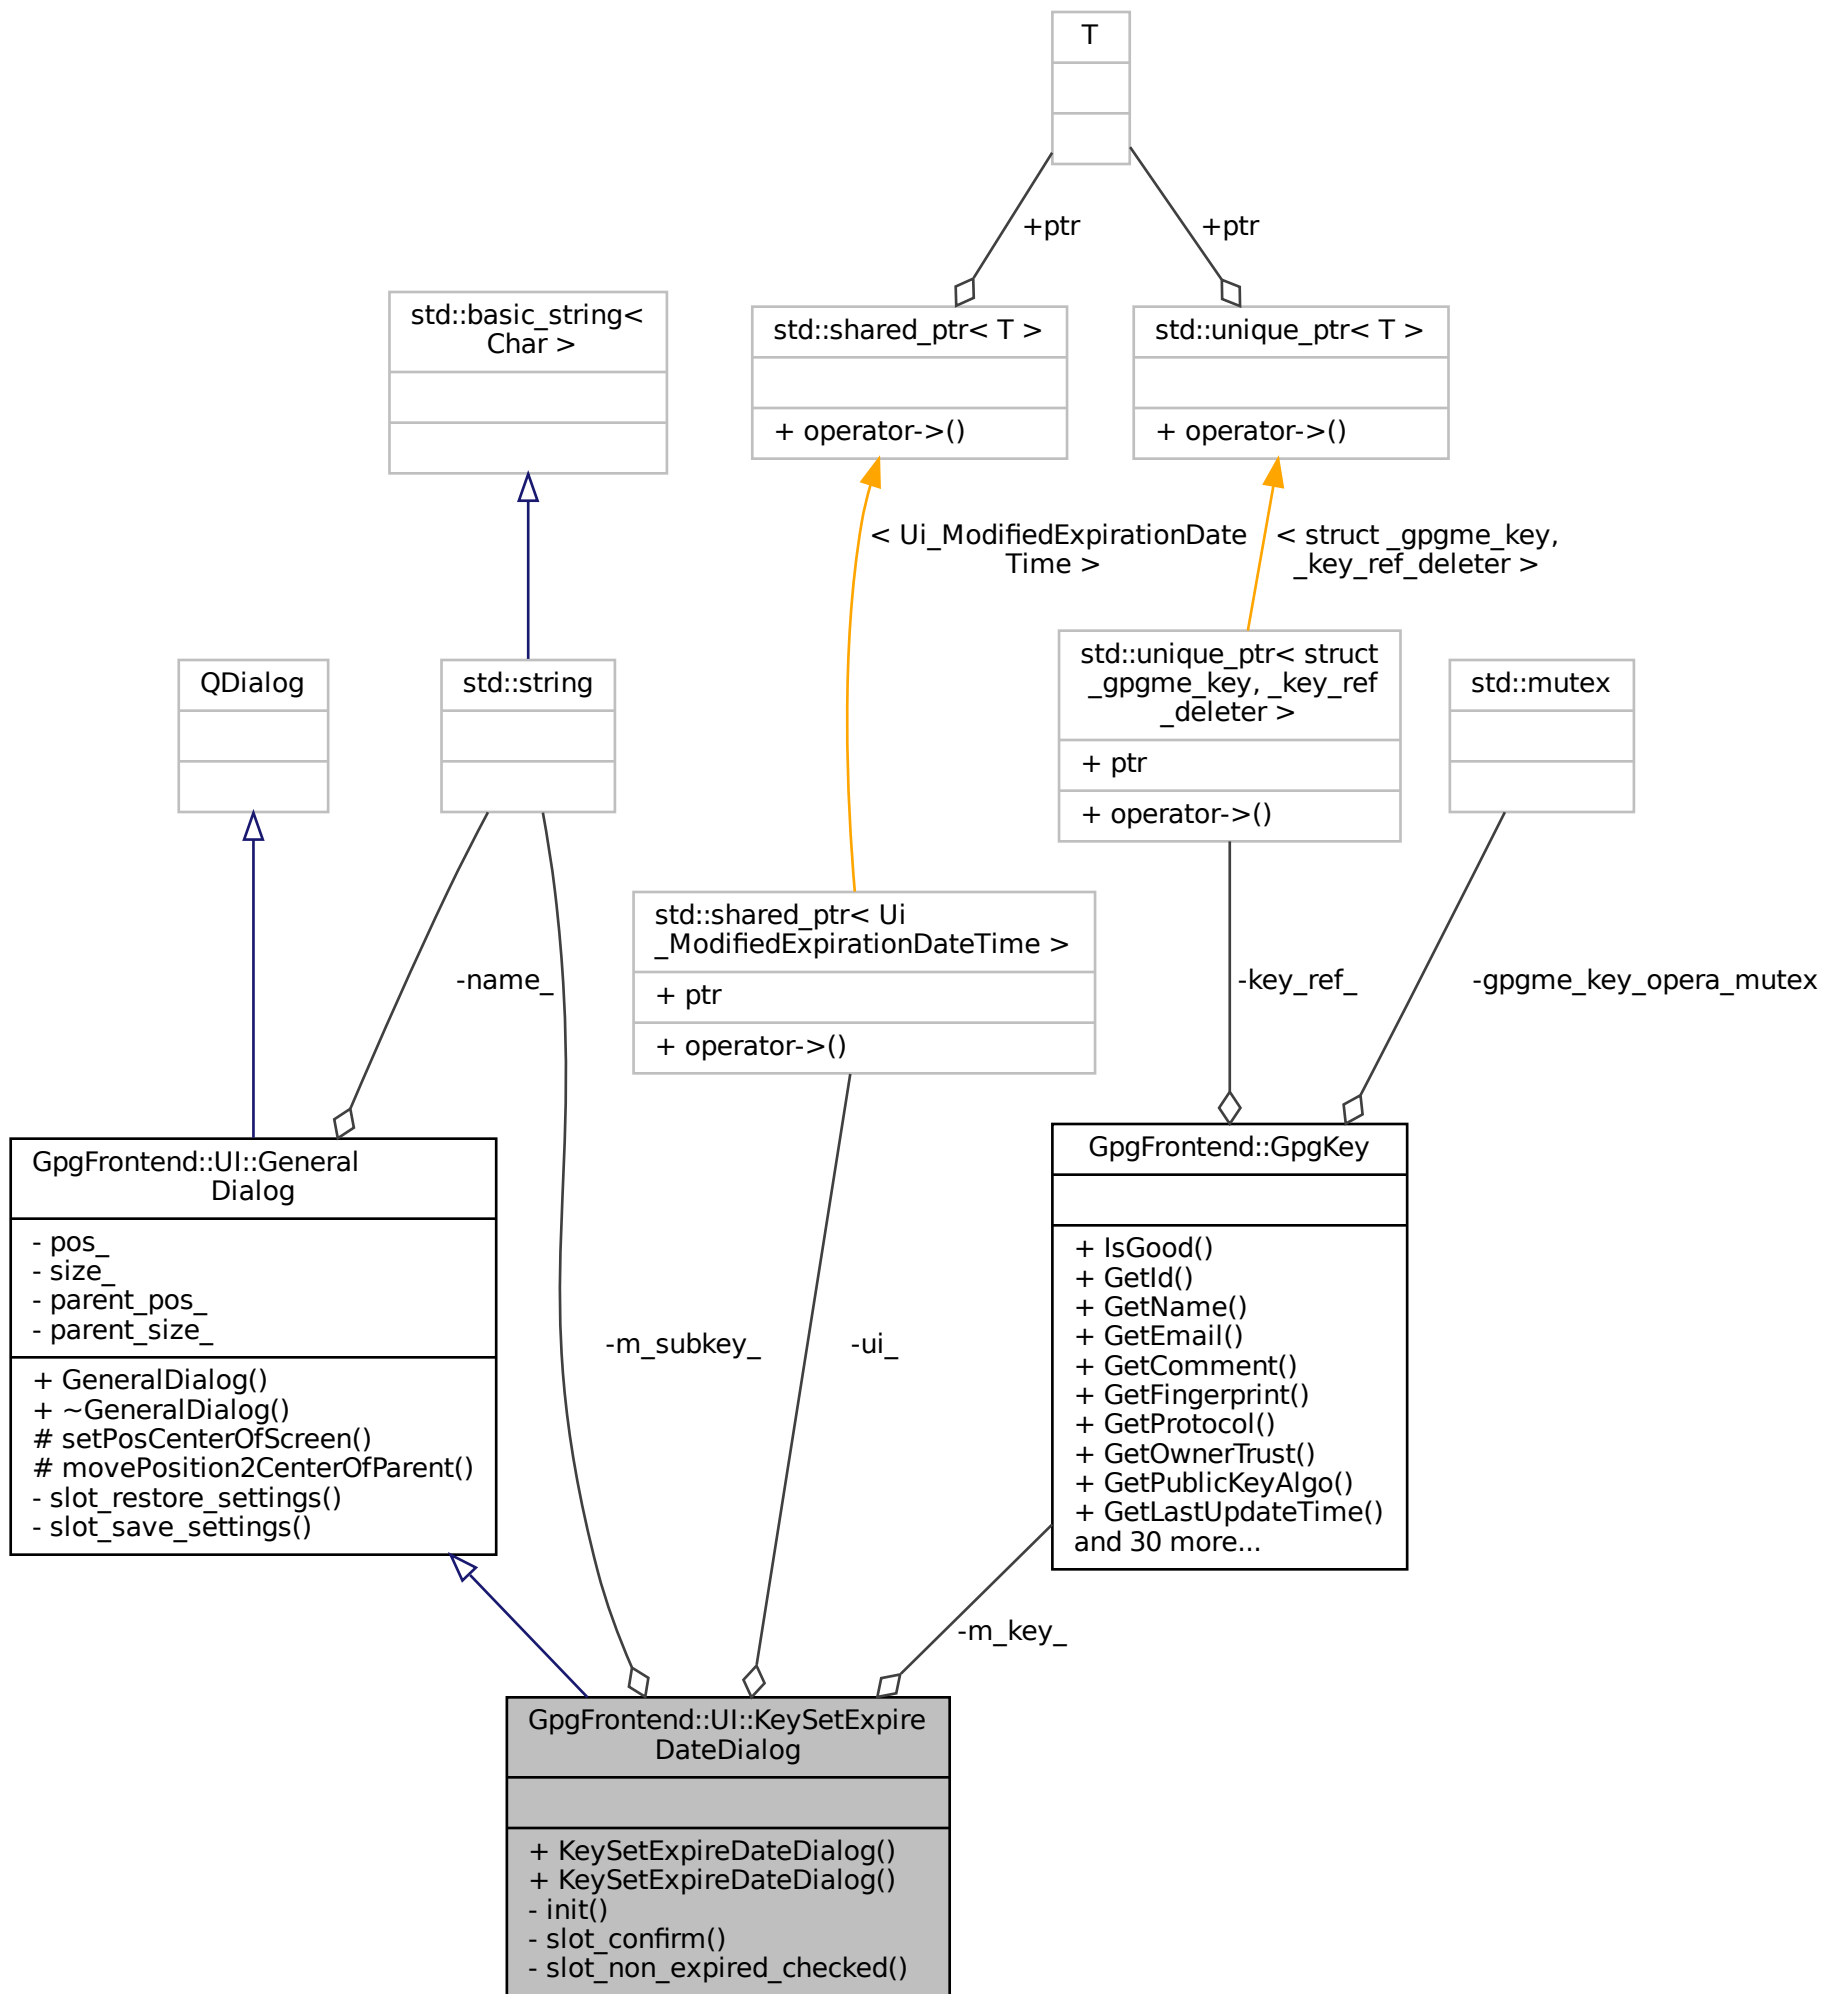 T
+ptr
+ptr
std::basic_string<
Char >
std::shared_ptr< T >
+ operator->()
std::unique_ptr< T >
+ operator->()
< Ui_ModifiedExpirationDate
Time >
< struct _gpgme_key,
_key_ref_deleter >
QDialog
std::string
std::unique_ptr< struct
_gpgme_key, _key_ref
_deleter >
+ ptr
+ operator->()
std::mutex
std::shared_ptr< Ui
_ModifiedExpirationDateTime >
+ ptr
+ operator->()
-name_
-key_ref_
-gpgme_key_opera_mutex
GpgFrontend::UI::General
Dialog
- pos_
- size_
- parent_pos_
- parent_size_
+ GeneralDialog()
+ ~GeneralDialog()
# setPosCenterOfScreen()
# movePosition2CenterOfParent()
- slot_restore_settings()
- slot_save_settings()
-m_subkey_
-ui_
GpgFrontend::GpgKey
+ IsGood()
+ GetId()
+ GetName()
+ GetEmail()
+ GetComment()
+ GetFingerprint()
+ GetProtocol()
+ GetOwnerTrust()
+ GetPublicKeyAlgo()
+ GetLastUpdateTime()
and 30 more...
-m_key_
GpgFrontend::UI::KeySetExpire
DateDialog
+ KeySetExpireDateDialog()
+ KeySetExpireDateDialog()
- init()
- slot_confirm()
- slot_non_expired_checked()